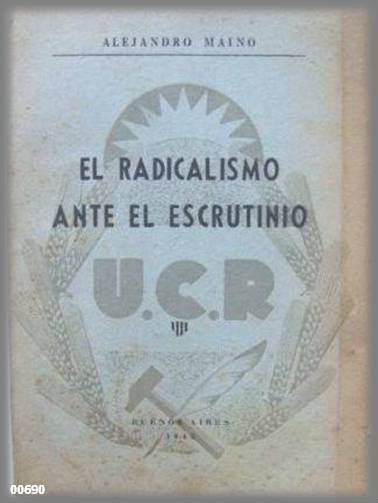 ALEJANDRO MAINO
EL RADICALISMO
ANTE EL ESCRUTINIO
U.C.R
BUENOS AIRES
00690